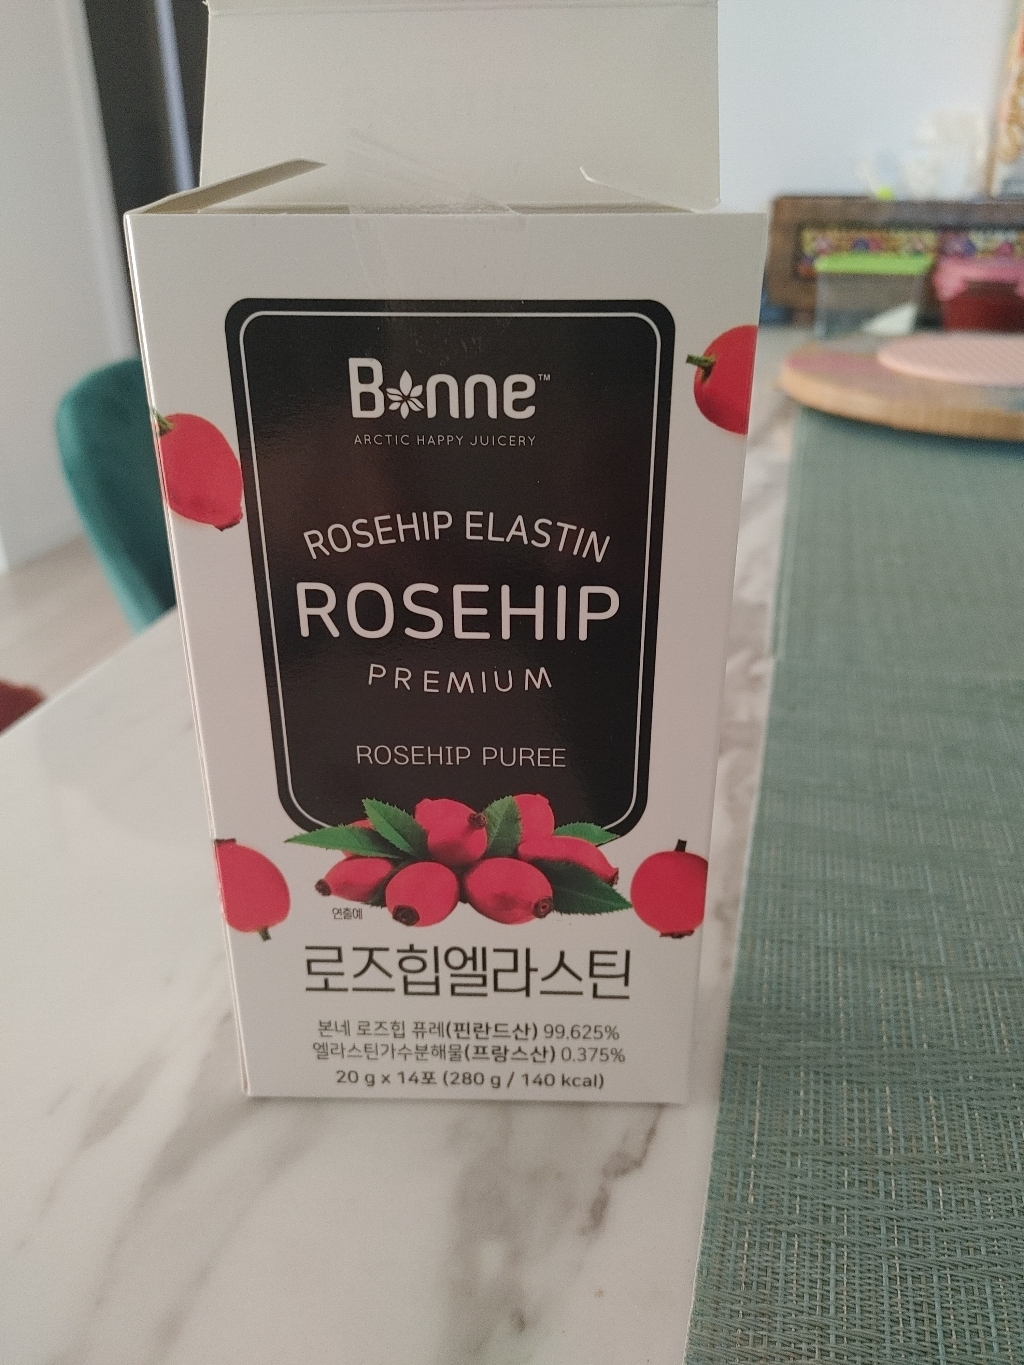 Bonne™
ARCTIC HAPPY JUICERY
ROSEHIP ELASTIN
ROSEHIP
PREMIUM
ROSEHIP PUREE
연출예
로즈힙엘라스틴
본네 로즈힙 퓨레(핀란드산) 99.625%
엘라스틴가수분해물(프랑스산) 0.375%
20 g x 14포 (280 g / 140 kcal)